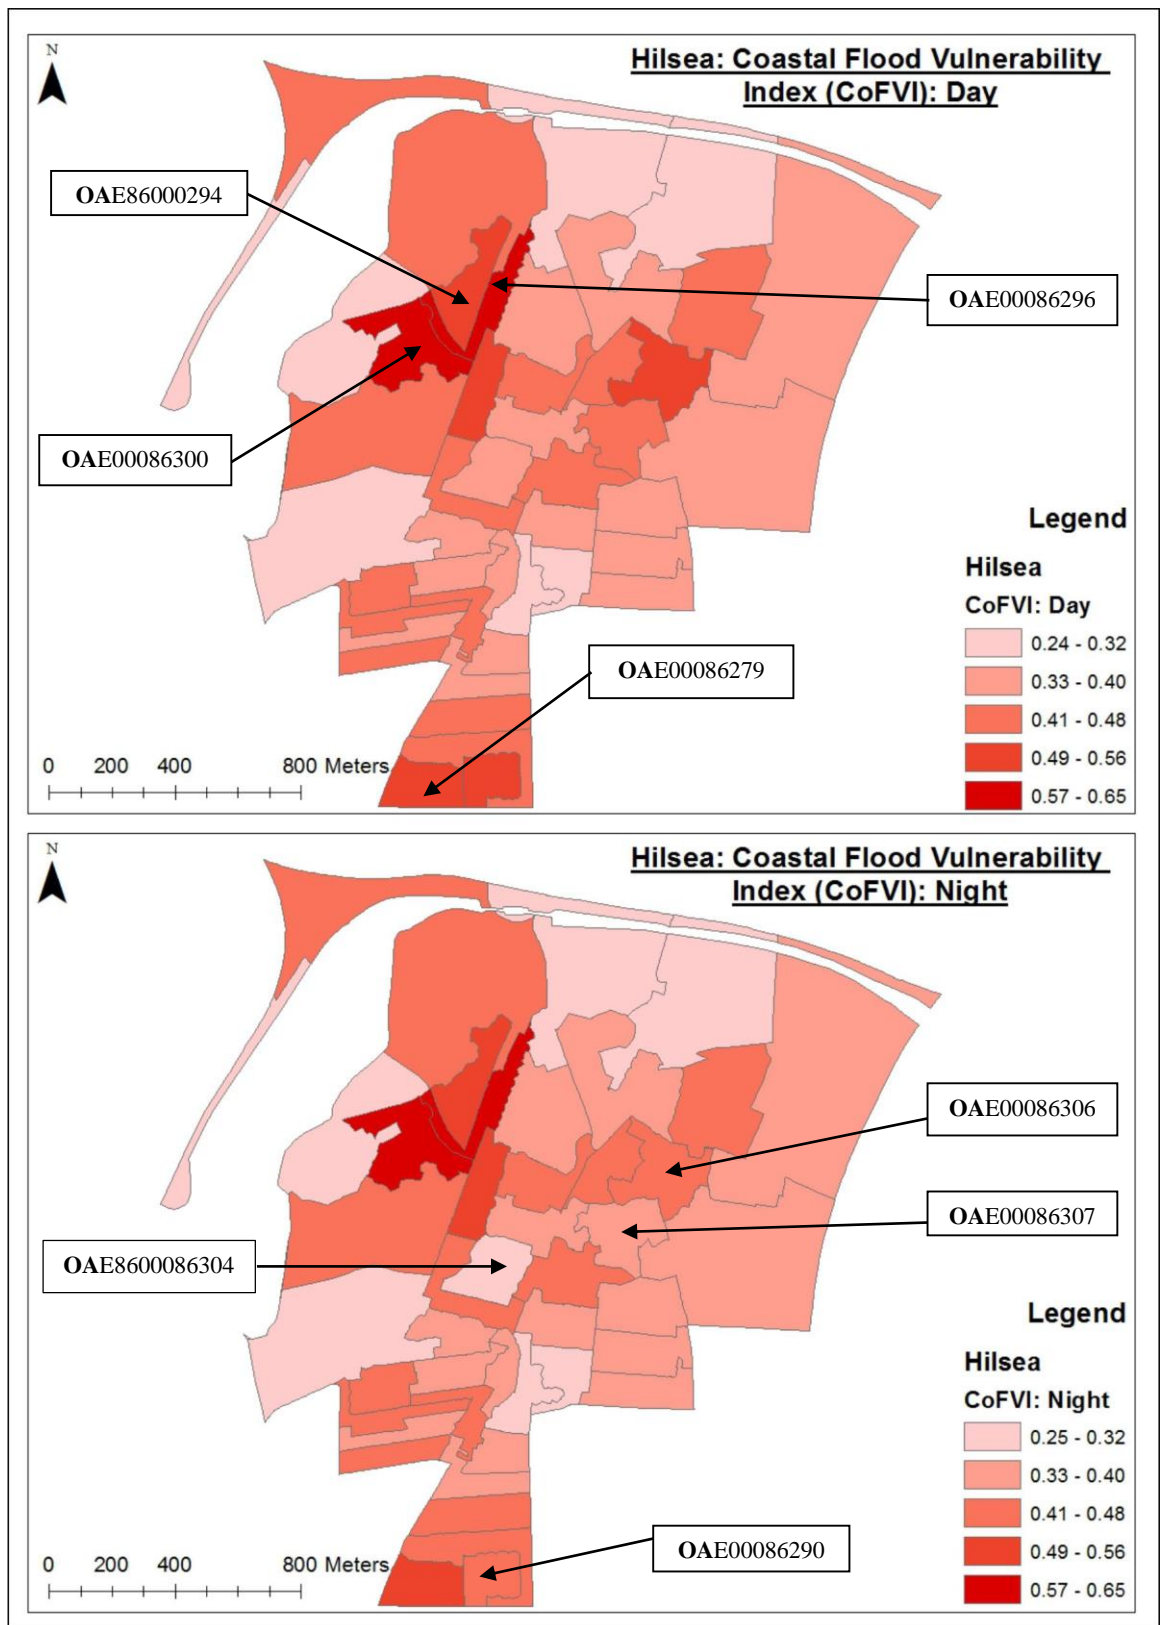 N
Hilsea: Coastal Flood Vulnerability
Index (CoFVI): Day
OAE86000294
OAE00086296
OAE00086300
OAE00086279
Legend
Hilsea
CoFVI: Day
0.24 - 0.32
0.33 - 0.40
0.41 - 0.48
0.49 - 0.56
0.57 - 0.65
0 200 400 800 Meters
N
Hilsea: Coastal Flood Vulnerability
Index (CoFVI): Night
OAE00086306
OAE00086307
OAE8600086304
OAE00086290
Legend
Hilsea
CoFVI: Night
0.25 - 0.32
0.33 - 0.40
0.41 - 0.48
0.49 - 0.56
0.57 - 0.65
0 200 400 800 Meters